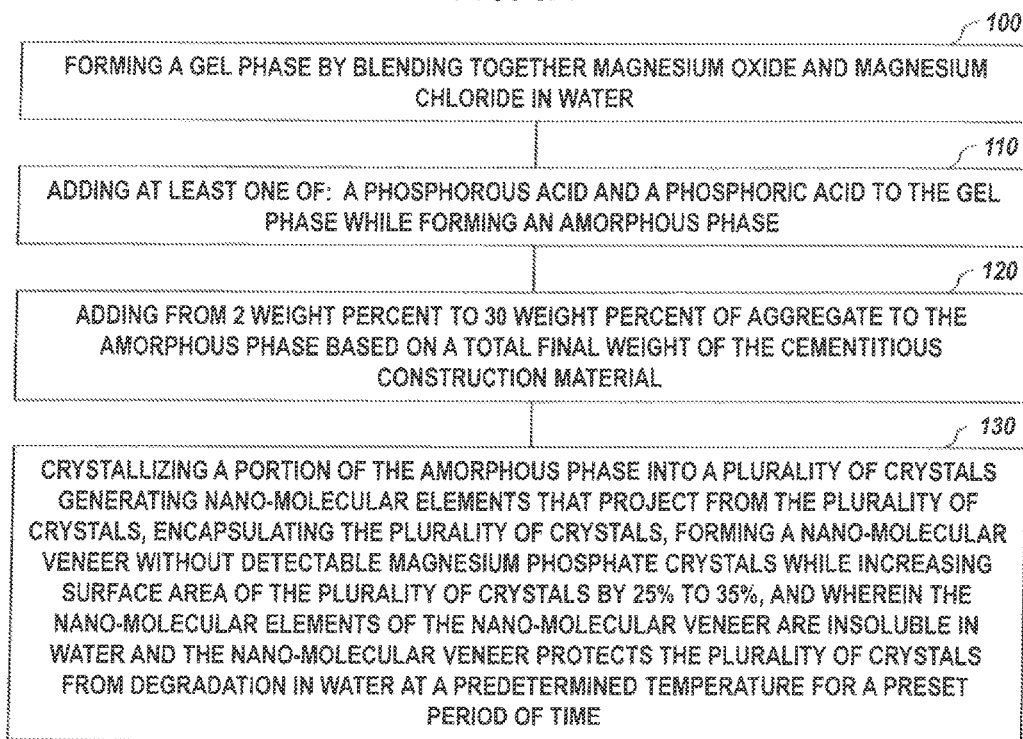 100
FORMING A GEL PHASE BY BLENDING TOGETHER MAGNESIUM OXIDE AND MAGNESIUM
CHLORIDE IN WATER
110
ADDING AT LEAST ONE OF: A PHOSPHOROUS ACID AND A PHOSPHORIC ACID TO THE GEL
PHASE WHILE FORMING AN AMORPHOUS PHASE
120
ADDING FROM 2 WEIGHT PERCENT TO 30 WEIGHT PERCENT OF AGGREGATE TO THE
AMORPHOUS PHASE BASED ON A TOTAL FINAL WEIGHT OF THE CEMENTITIOUS
CONSTRUCTION MATERIAL
130
CRYSTALLIZING A PORTION OF THE AMORPHOUS PHASE INTO A PLURALITY OF CRYSTALS
GENERATING NANO-MOLECULAR ELEMENTS THAT PROJECT FROM THE PLURALITY OF
CRYSTALS, ENCAPSULATING THE PLURALITY OF CRYSTALS, FORMING A NANO-MOLECULAR
VENEER WITHOUT DETECTABLE MAGNESIUM PHOSPHATE CRYSTALS WHILE INCREASING
SURFACE AREA OF THE PLURALITY OF CRYSTALS BY 25% TO 35%, AND WHEREIN THE
NANO-MOLECULAR ELEMENTS OF THE NANO-MOLECULAR VENEER ARE INSOLUBLE IN
WATER AND THE NANO-MOLECULAR VENEER PROTECTS THE PLURALITY OF CRYSTALS
FROM DEGRADATION IN WATER AT A PREDETERMINED TEMPERATURE FOR A PRESET
PERIOD OF TIME